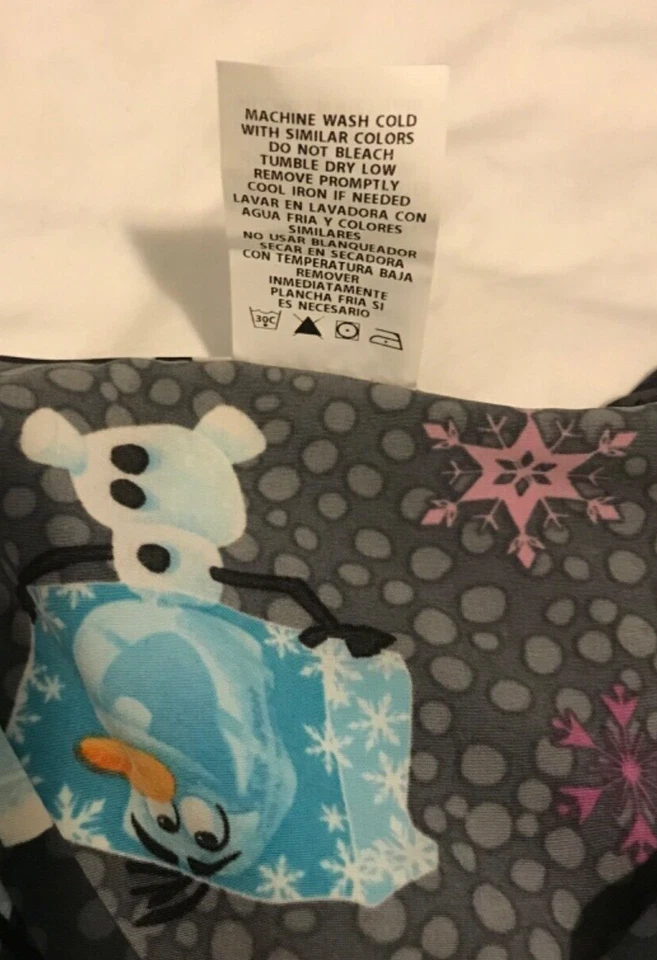 MACHINE WASH COLD
WITH SIMILAR COLORS
DO NOT BLEACH
TUMBLE DRY LOW
REMOVE PROMPTLY
COOL IRON IF NEEDED
LAVAR EN LAVADORA CON
AGUA FRIA Y COLORES
SIMILARES
NO USAR BLANQUEADOR
SECAR EN SECADORA
CON TEMPERATURA BAJA
REMOVER
INMEDIATAMENTE
PLANCHA FRIA SI
ES NECESARIO
30C